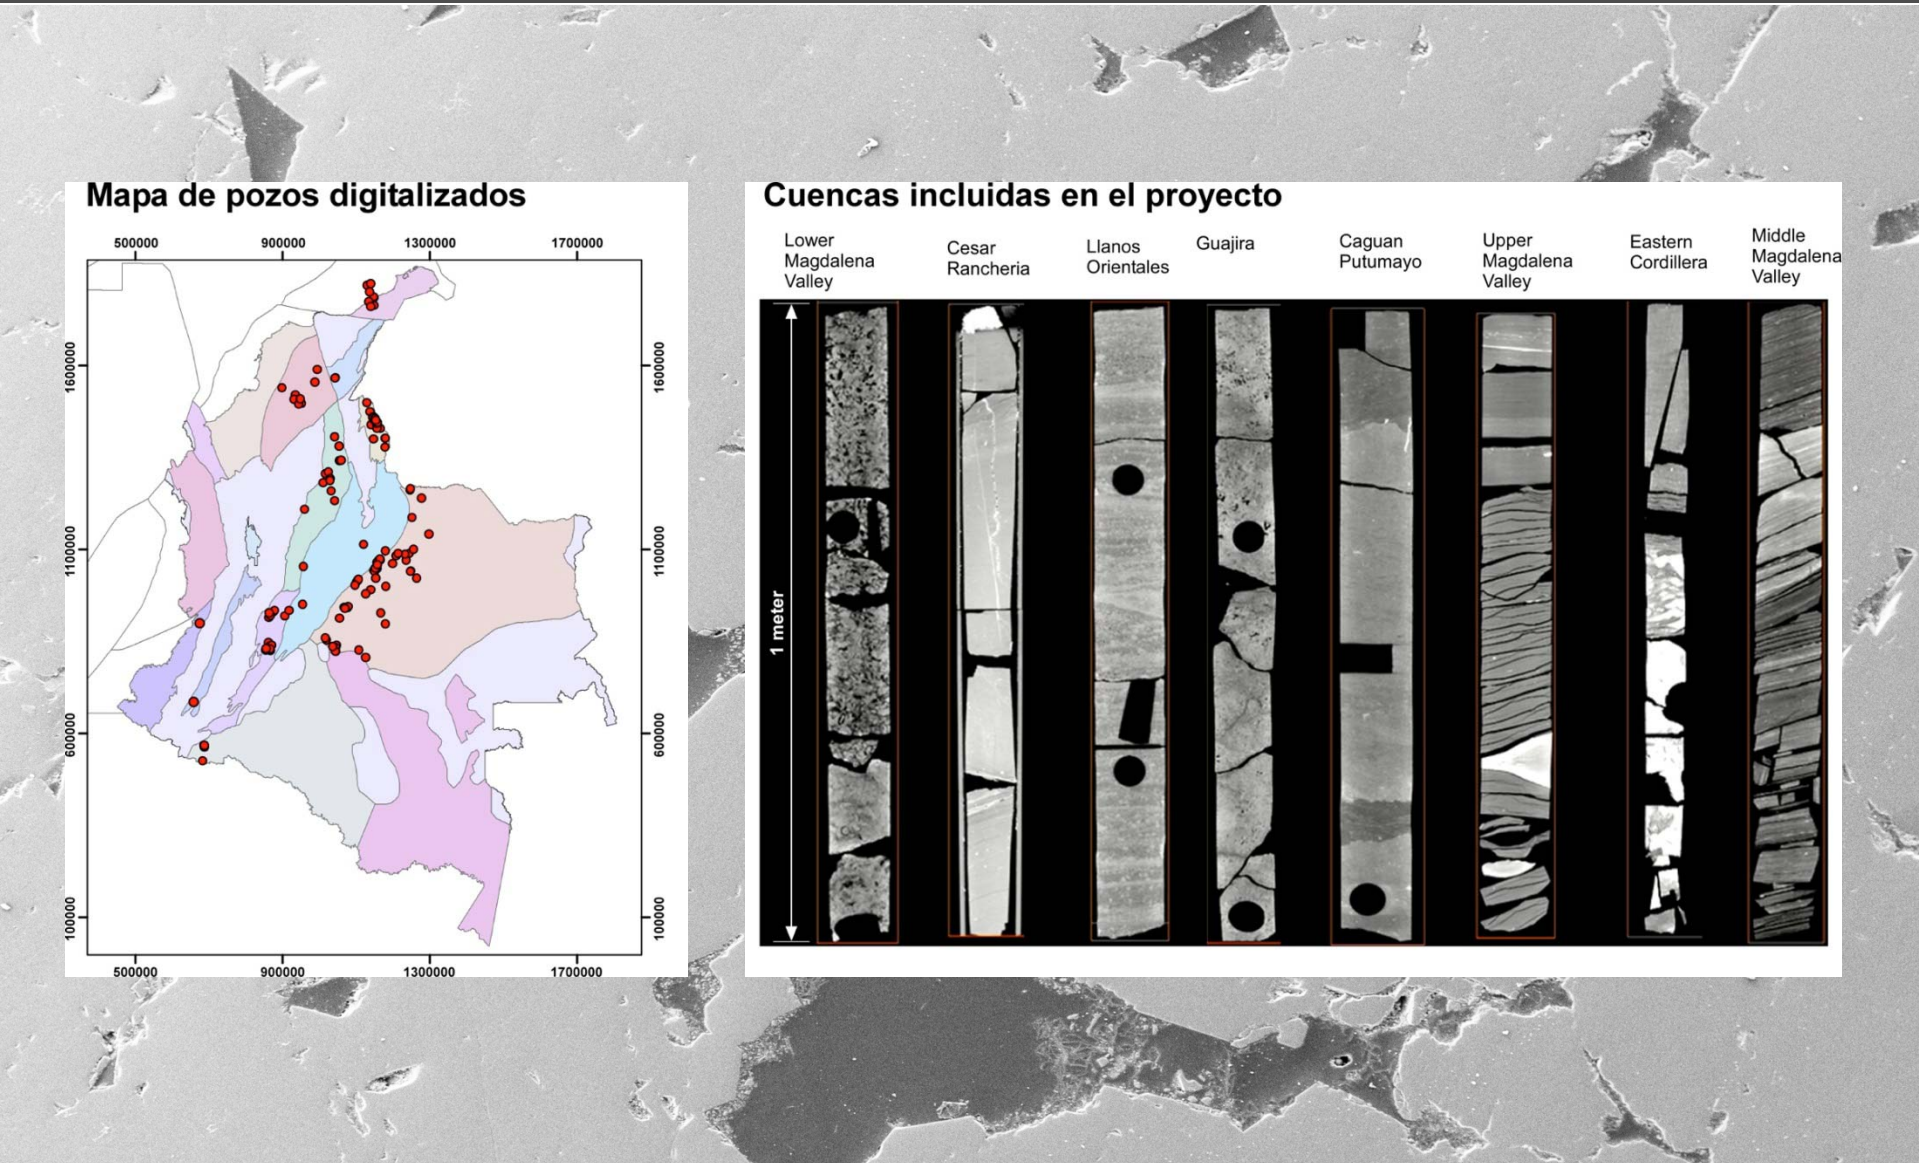 Mapa de pozos digitalizados
500000 900000 1300000 1700000
1600000 1600000
1100000 1100000
600000 600000
100000 100000
500000 900000 1300000 1700000
Cuencas incluidas en el proyecto
Lower
Magdalena
Valley
Cesar
Rancheria
Llanos
Orientales
Guajira
Caguan
Putumayo
Upper
Magdalena
Valley
Eastern
Cordillera
Middle
Magdalena
Valley
1 meter